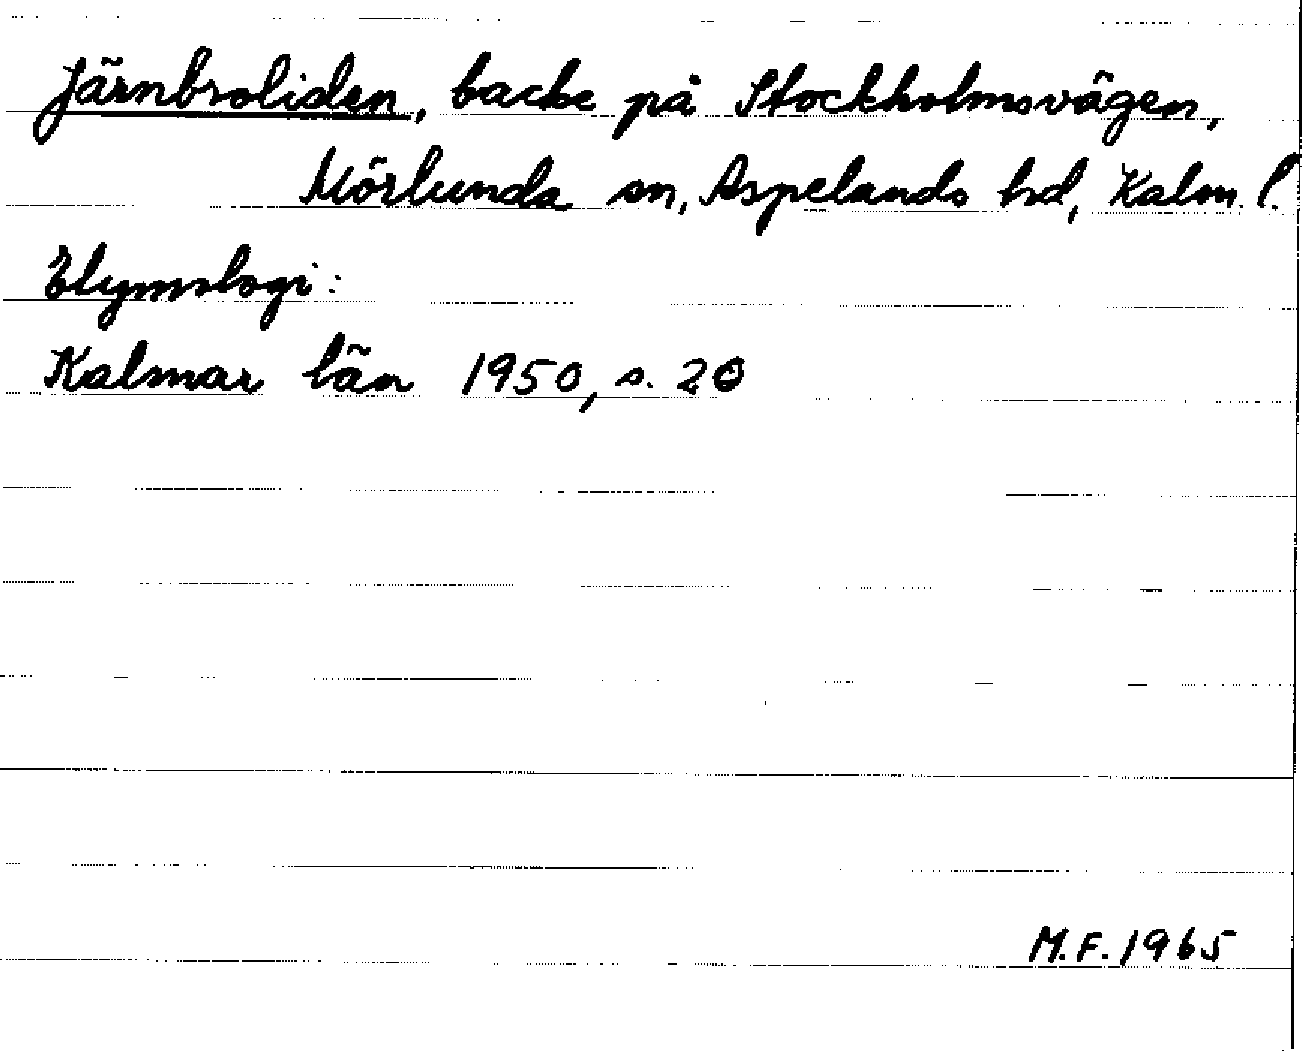 Järnbroliden, backe på Stockholmsvägen,
Mörlunda sn, Aspelands hd, Kalm. l.
Etymologi:
Kalmar län 1950, s. 20
M.F. 1965